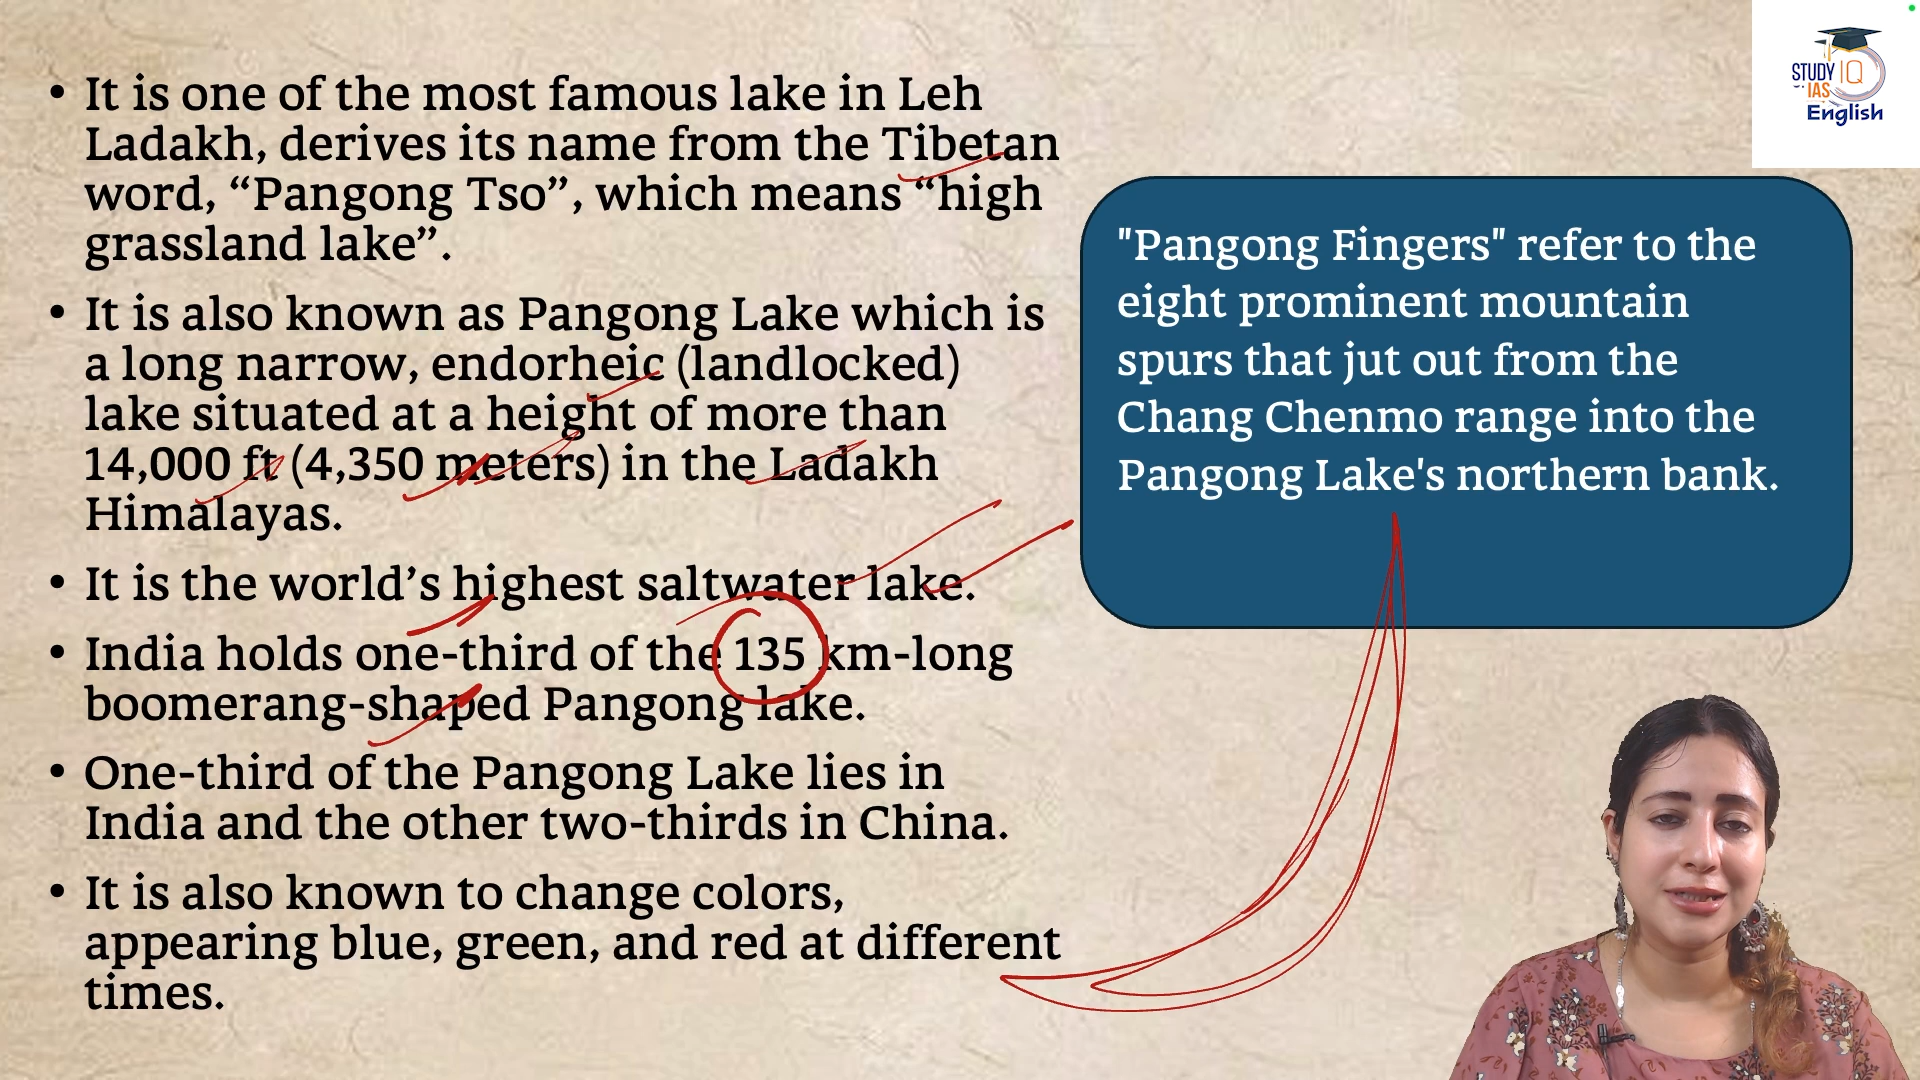 • It is one of the most famous lake in Leh
Ladakh, derives its name from the Tibetan
word, “Pangong Tso”, which means “high
grassland lake”.
• It is also known as Pangong Lake which is
a long narrow, endorheic (landlocked)
lake situated at a height of more than
14,000 ft (4,350 meters) in the Ladakh
Himalayas.
• It is the world’s highest saltwater lake.
• India holds one-third of the 135 km-long
boomerang-shaped Pangong lake.
• One-third of the Pangong Lake lies in
India and the other two-thirds in China.
• It is also known to change colors,
appearing blue, green, and red at different
times.
"Pangong Fingers" refer to the
eight prominent mountain
spurs that jut out from the
Chang Chenmo range into the
Pangong Lake's northern bank.
STUDY IQ
IAS
English